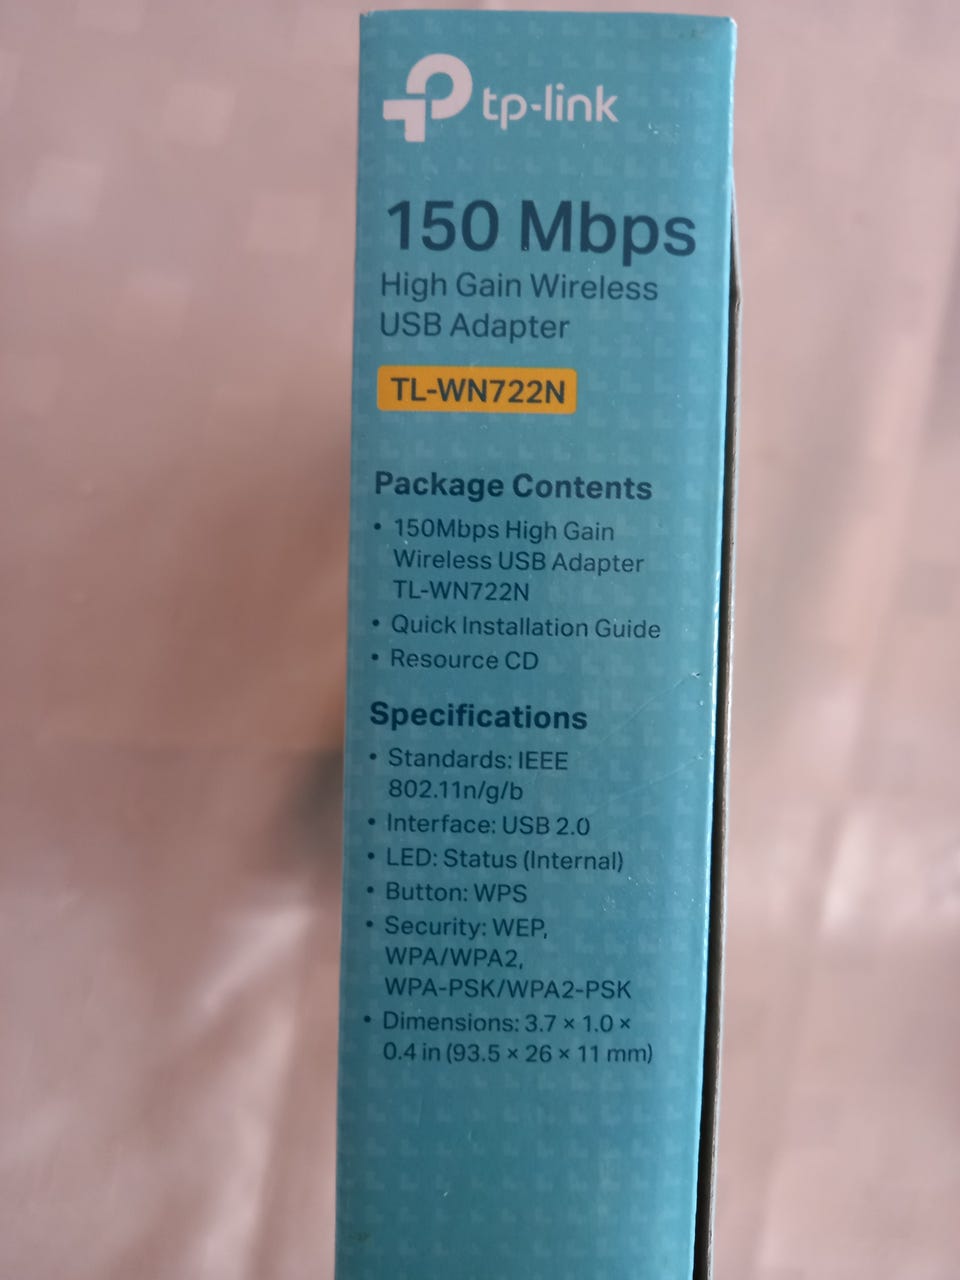 tp-link
150 Mbps
High Gain Wireless
USB Adapter
TL-WN722N
Package Contents
• 150Mbps High Gain
Wireless USB Adapter
TL-WN722N
• Quick Installation Guide
• Resource CD
Specifications
• Standards: IEEE
802.11n/g/b
• Interface: USB 2.0
• LED: Status (Internal)
• Button: WPS
• Security: WEP,
WPA/WPA2,
WPA-PSK/WPA2-PSK
• Dimensions: 3.7 × 1.0 ×
0.4 in (93.5 × 26 × 11 mm)